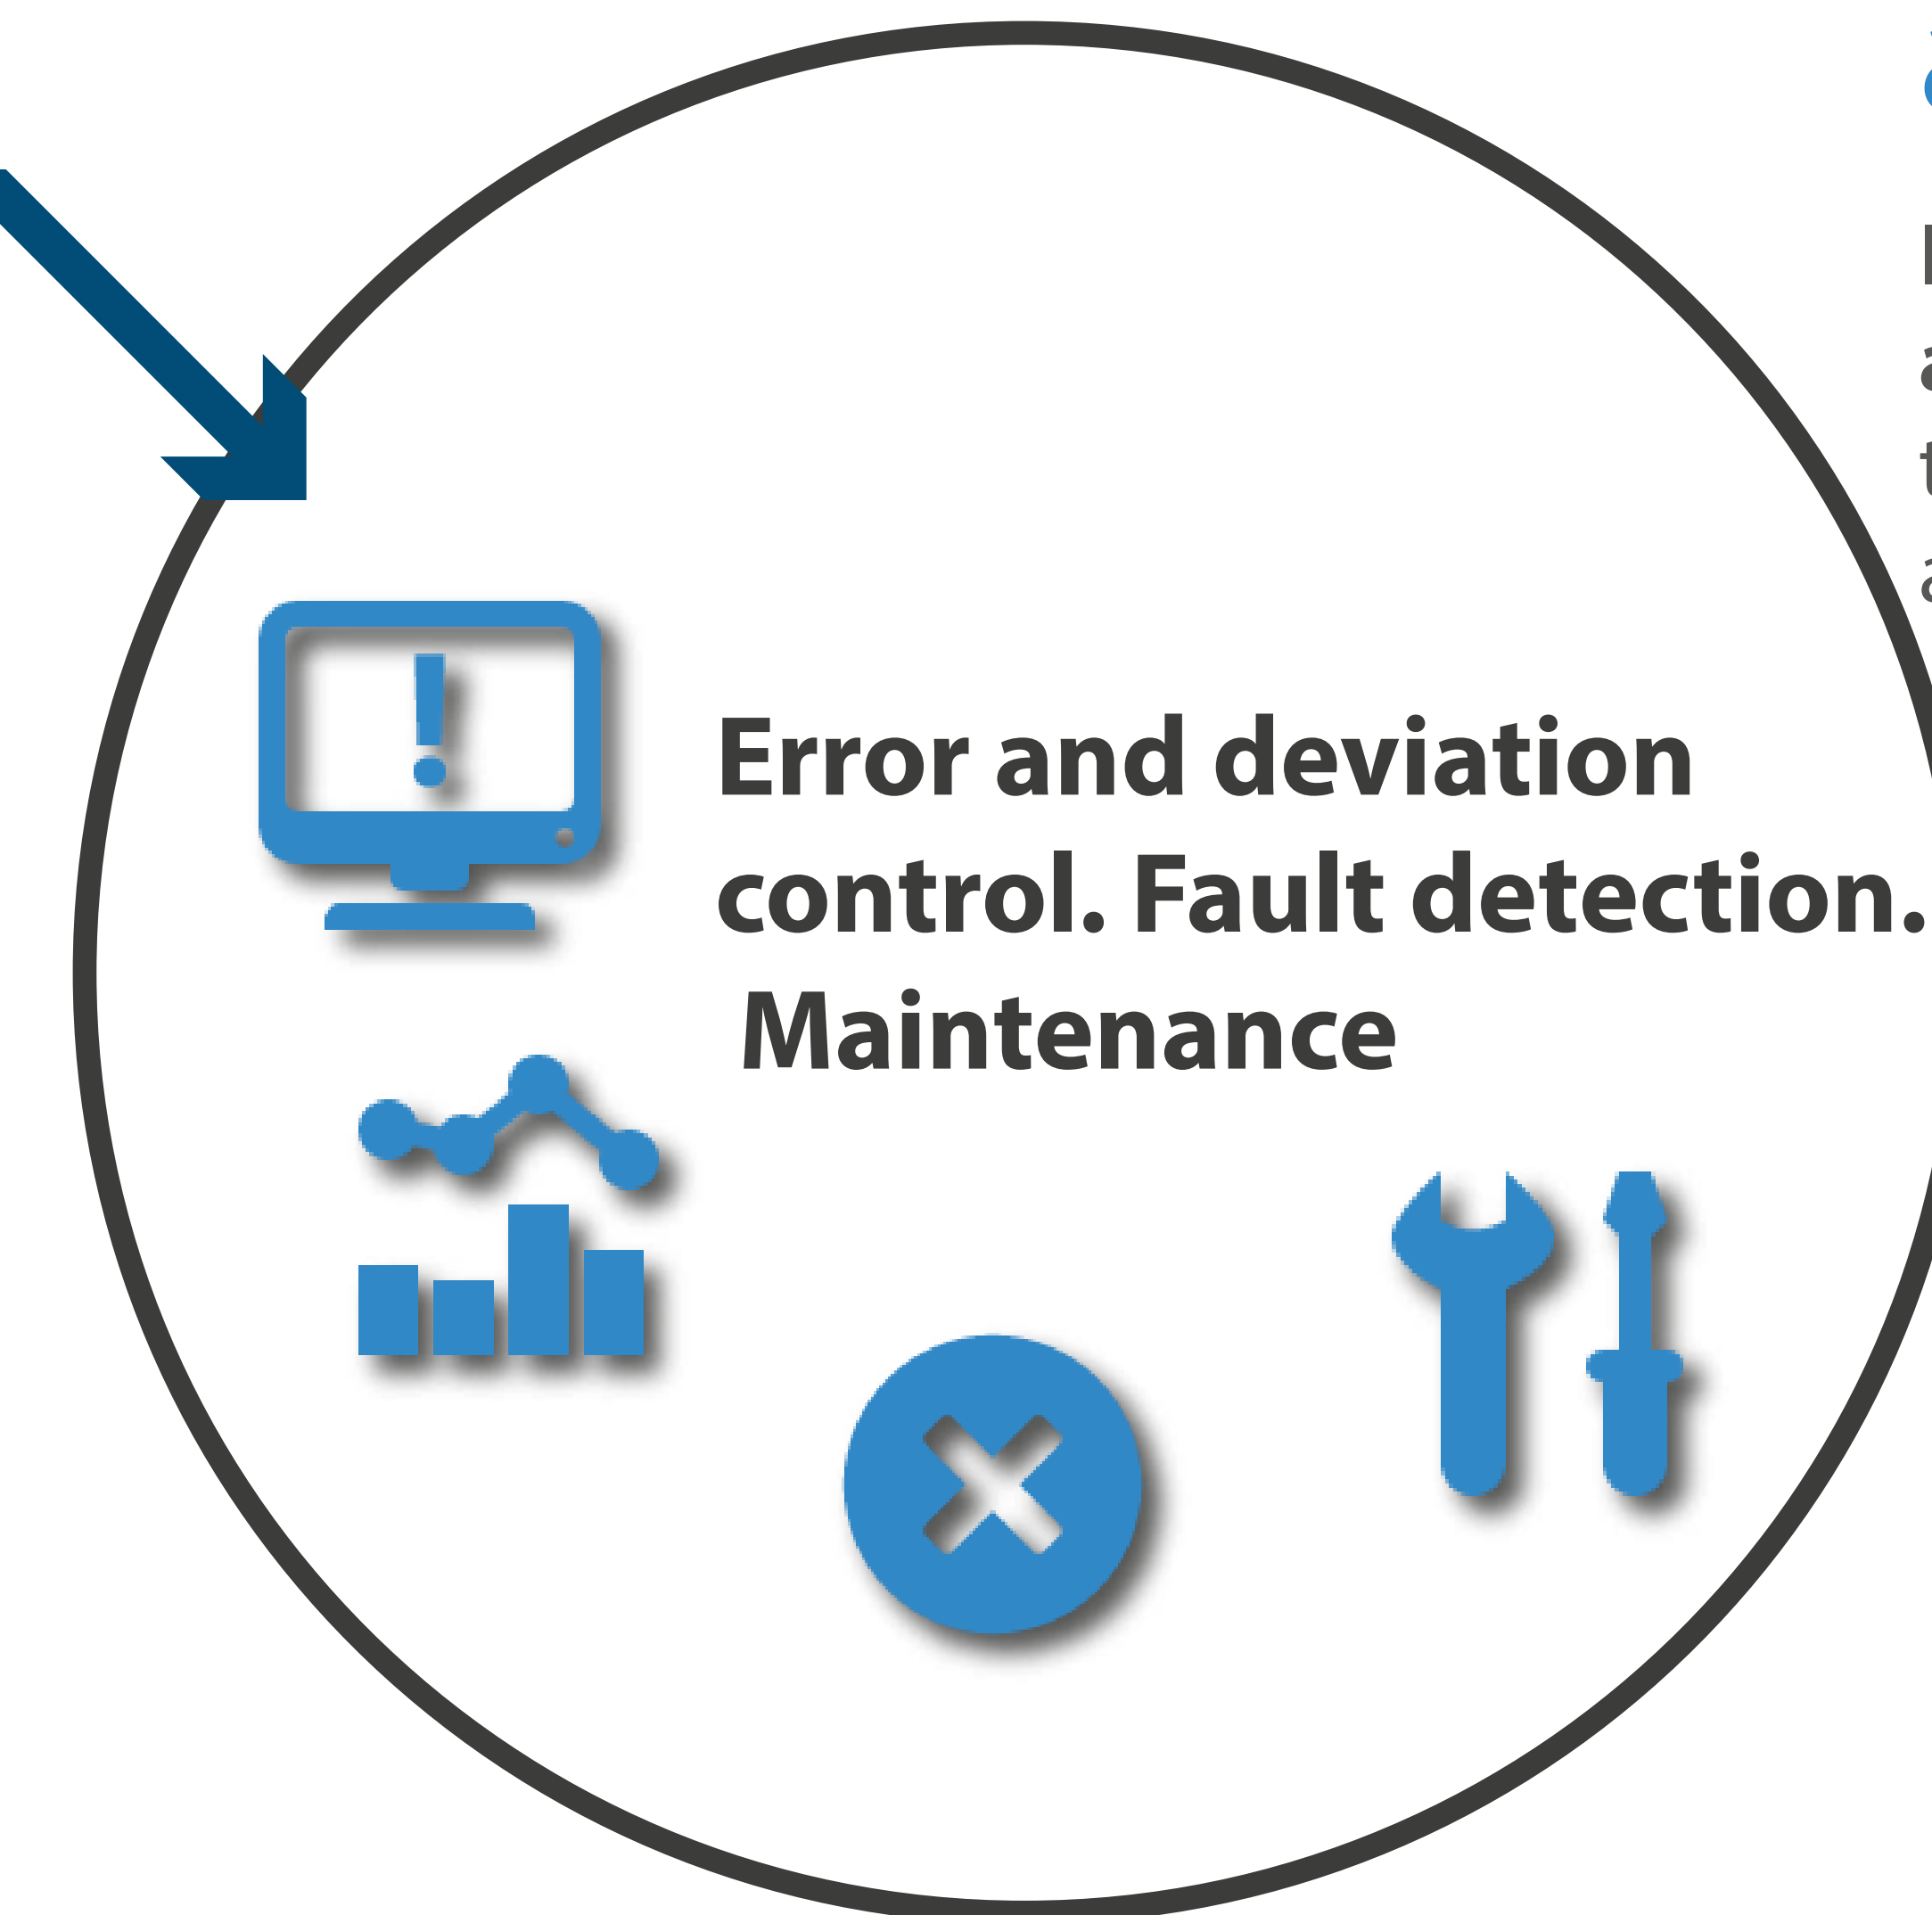 Error and deviation
control. Fault detection.
Maintenance